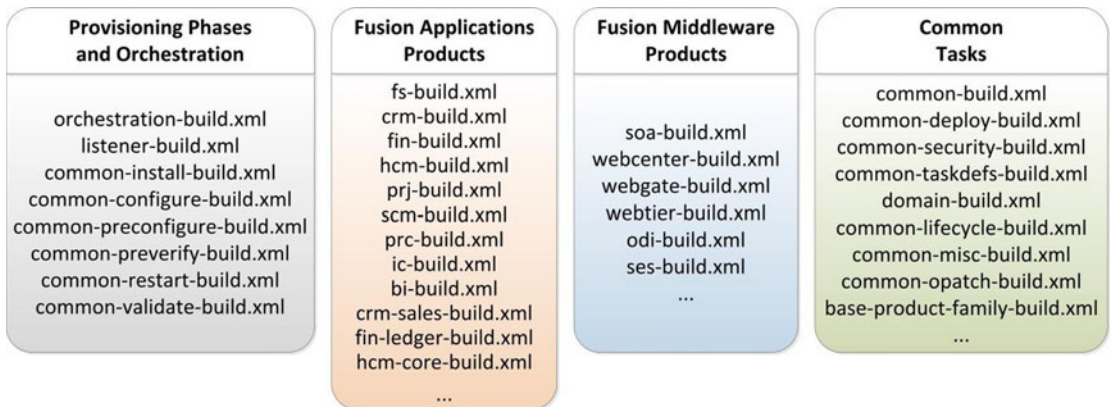 Provisioning Phases
and Orchestration
orchestration-build.xml
listener-build.xml
common-install-build.xml
common-configure-build.xml
common-preconfigure-build.xml
common-preverify-build.xml
common-restart-build.xml
common-validate-build.xml
Fusion Applications
Products
fs-build.xml
crm-build.xml
fin-build.xml
hcm-build.xml
prj-build.xml
scm-build.xml
prc-build.xml
ic-build.xml
bi-build.xml
crm-sales-build.xml
fin-ledger-build.xml
hcm-core-build.xml
...
Fusion Middleware
Products
soa-build.xml
webcenter-build.xml
webgate-build.xml
webtier-build.xml
odi-build.xml
ses-build.xml
...
Common
Tasks
common-build.xml
common-deploy-build.xml
common-security-build.xml
common-taskdefs-build.xml
domain-build.xml
common-lifecycle-build.xml
common-misc-build.xml
common-opatch-build.xml
base-product-family-build.xml
...